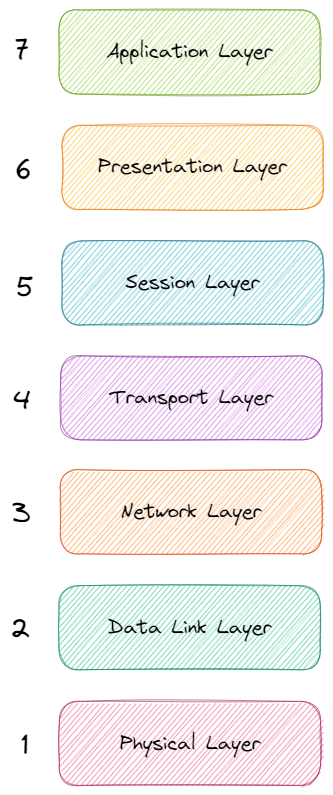 7 Application Layer
6 Presentation Layer
5 Session Layer
4 Transport Layer
3 Network Layer
2 Data Link Layer
1 Physical Layer